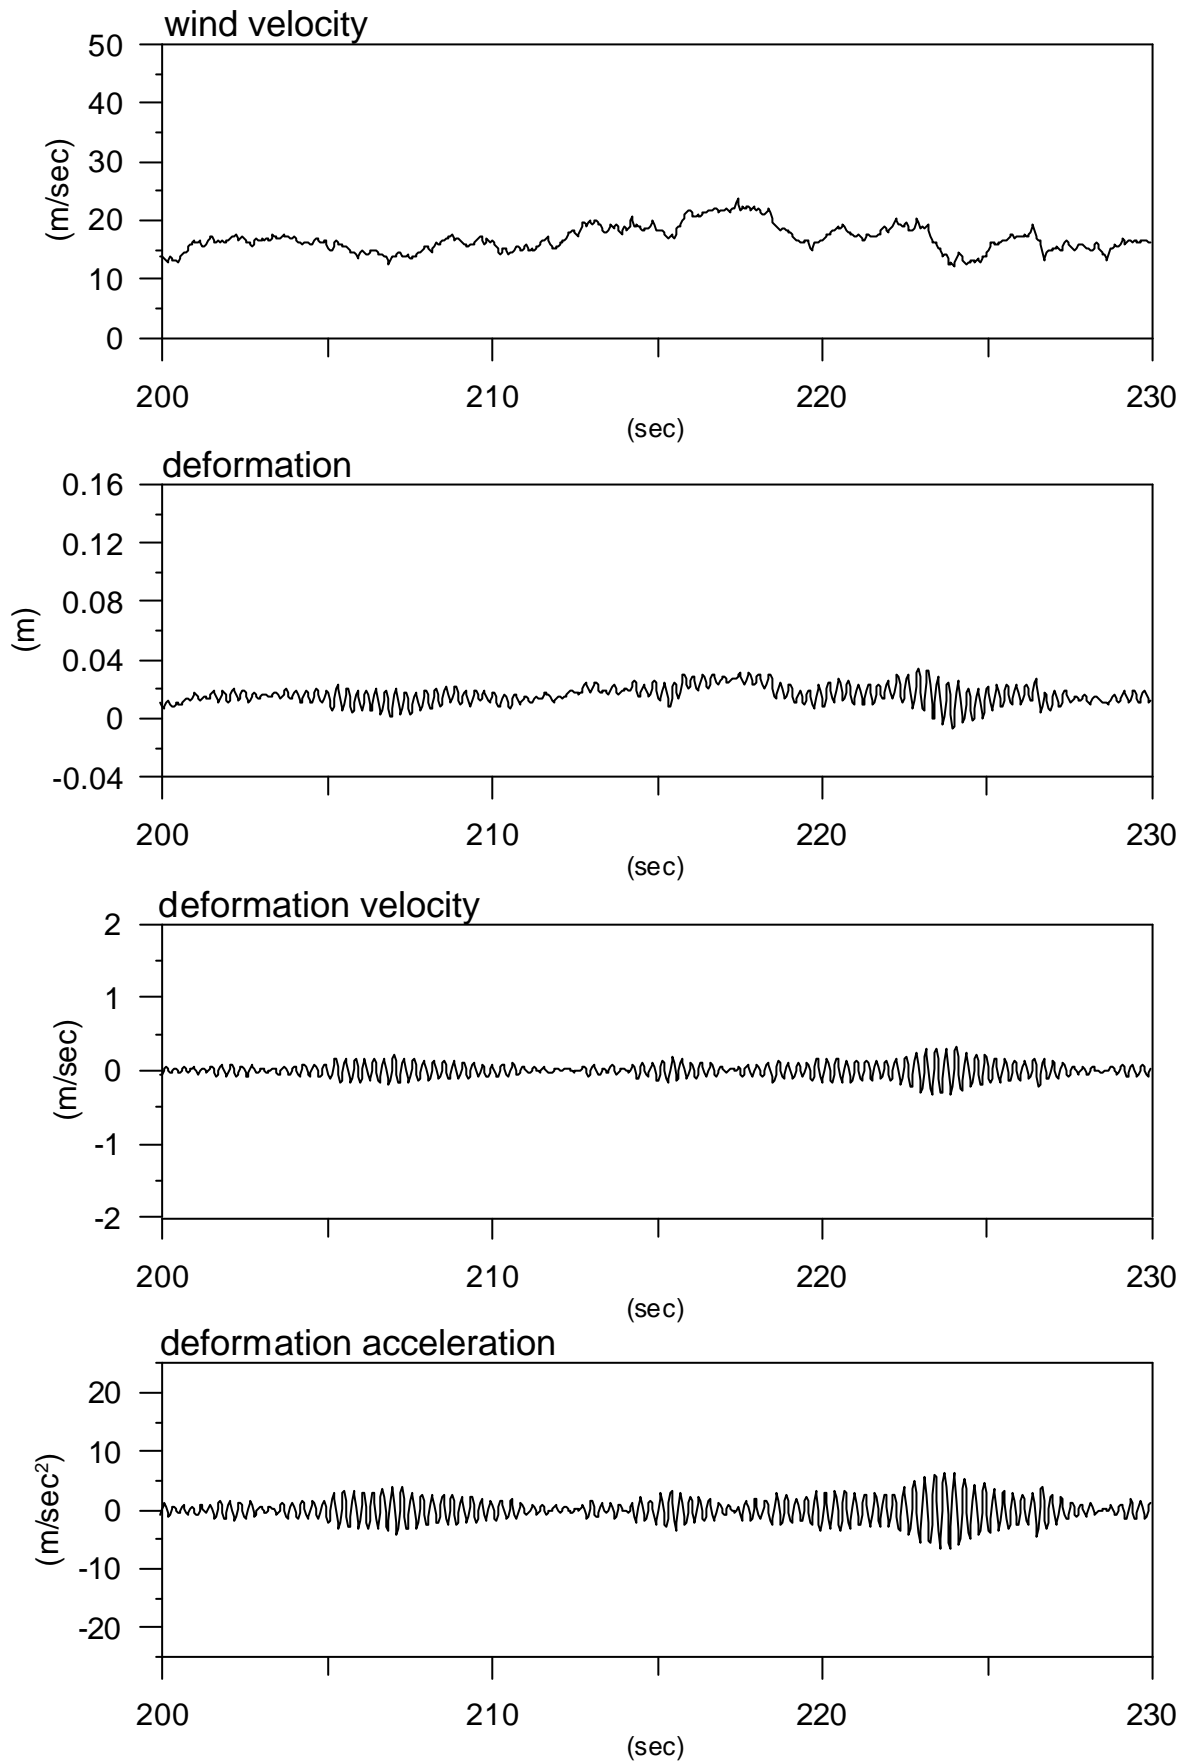 wind velocity
50
40
30
20
10
0
(m/sec)
200 210 220 230
(sec)
deformation
0.16
0.12
0.08
0.04
0
-0.04
(m)
200 210 220 230
(sec)
deformation velocity
2
1
0
-1
-2
(m/sec)
200 210 220 230
(sec)
deformation acceleration
20
10
0
-10
-20
(m/sec²)
200 210 220 230
(sec)